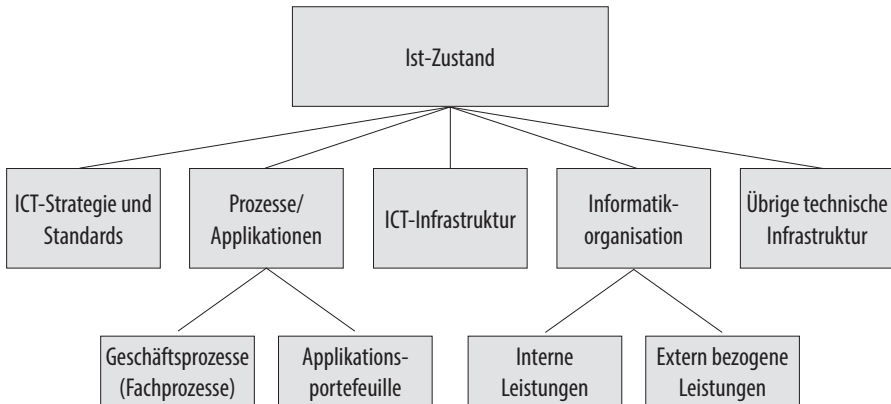 Ist-Zustand
ICT-Strategie und
Standards
Prozesse/
Applikationen
ICT-Infrastruktur
Informatik-
organisation
Übrige technische
Infrastruktur
Geschäftsprozesse
(Fachprozesse)
Applikations-
portefeuille
Interne
Leistungen
Extern bezogene
Leistungen